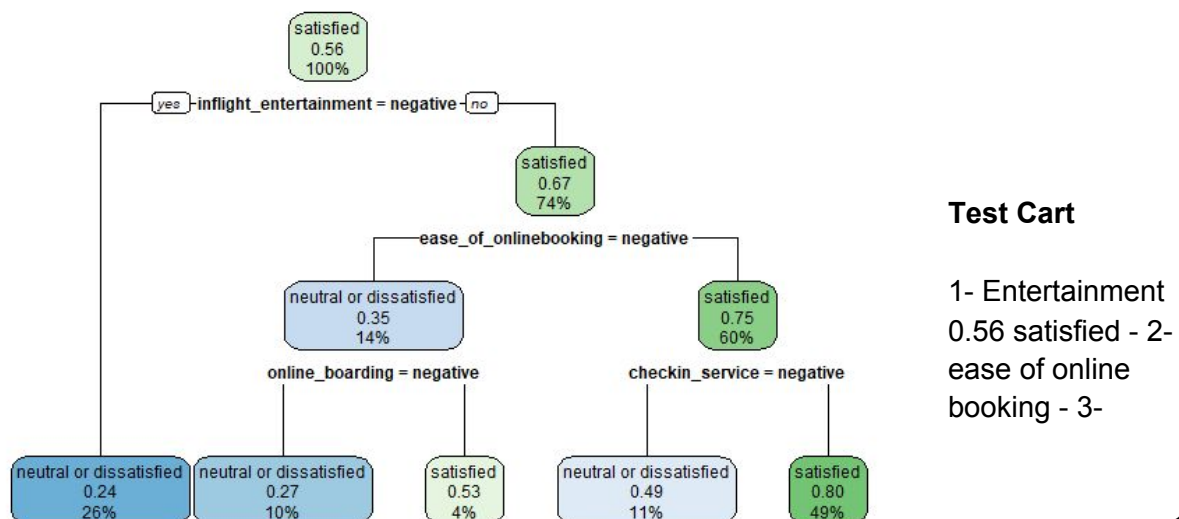 satisfied
0.56
100%
yes inflight_entertainment = negative no
satisfied
0.67
74%
ease_of_onlinebooking = negative
neutral or dissatisfied
0.35
14%
satisfied
0.75
60%
online_boarding = negative
checkin_service = negative
neutral or dissatisfied
0.24
26%
neutral or dissatisfied
0.27
10%
satisfied
0.53
4%
neutral or dissatisfied
0.49
11%
satisfied
0.80
49%
Test Cart
1- Entertainment
0.56 satisfied - 2-
ease of online
booking - 3-